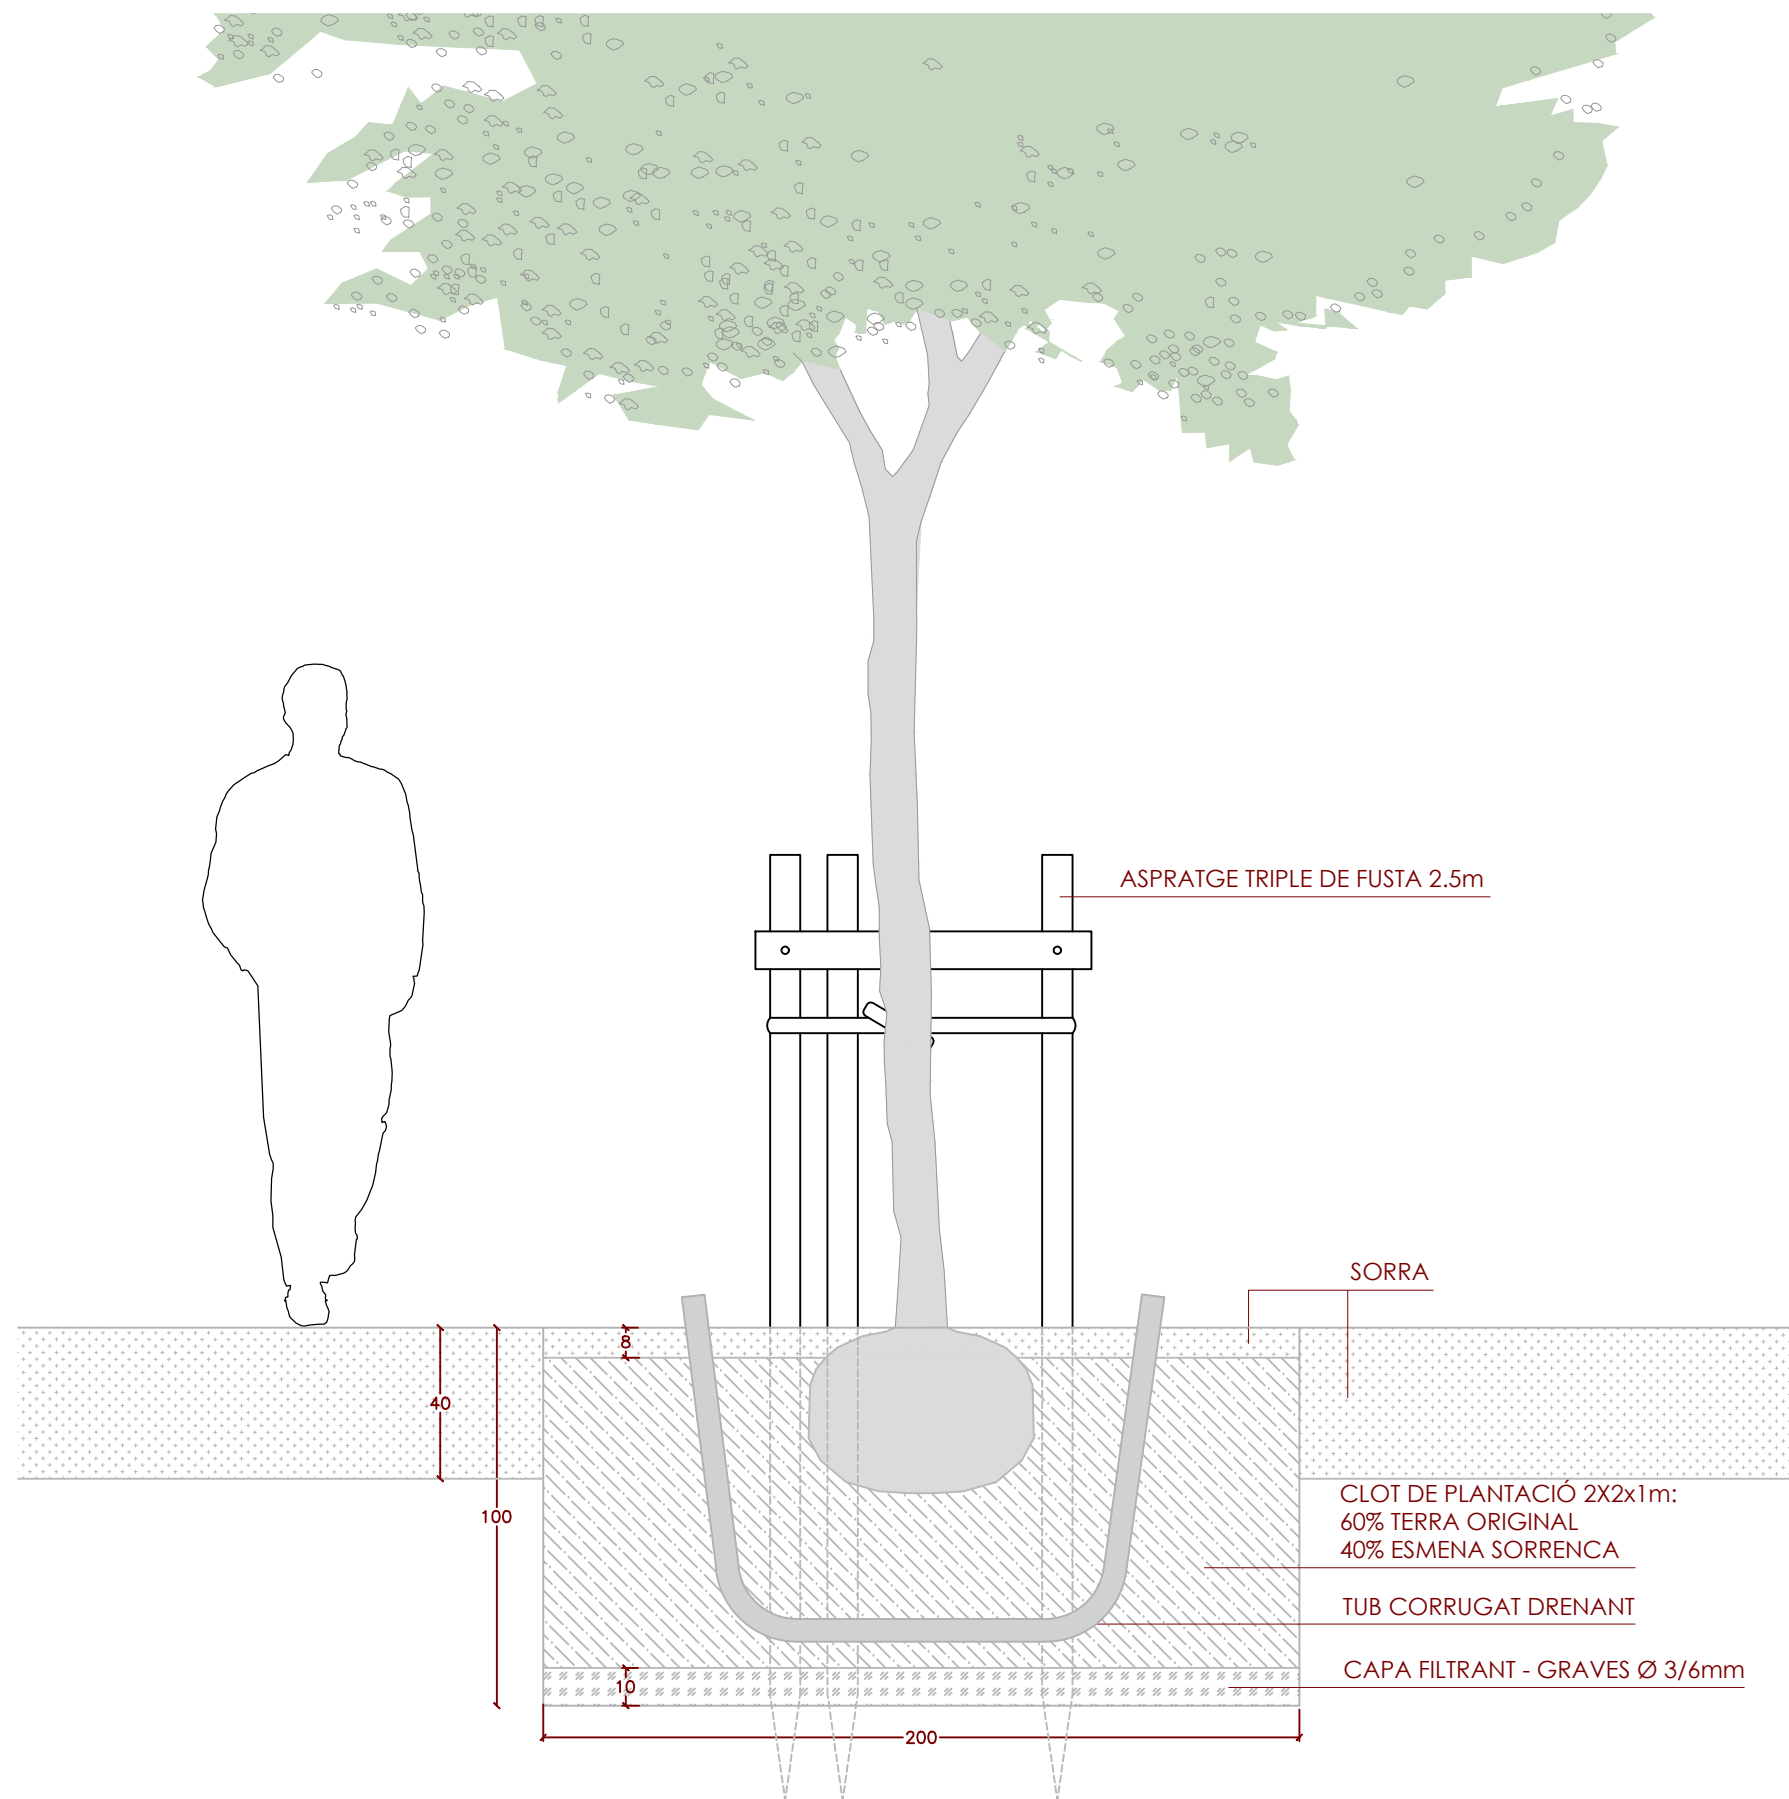 ASPRATGE TRIPLE DE FUSTA 2.5m
SORRA
8
40
100
CLOT DE PLANTACIÓ 2X2x1m:
60% TERRA ORIGINAL
40% ESMENA SORRENCA
TUB CORRUGAT DRENANT
CAPA FILTRANT - GRAVES Ø 3/6mm
10
200